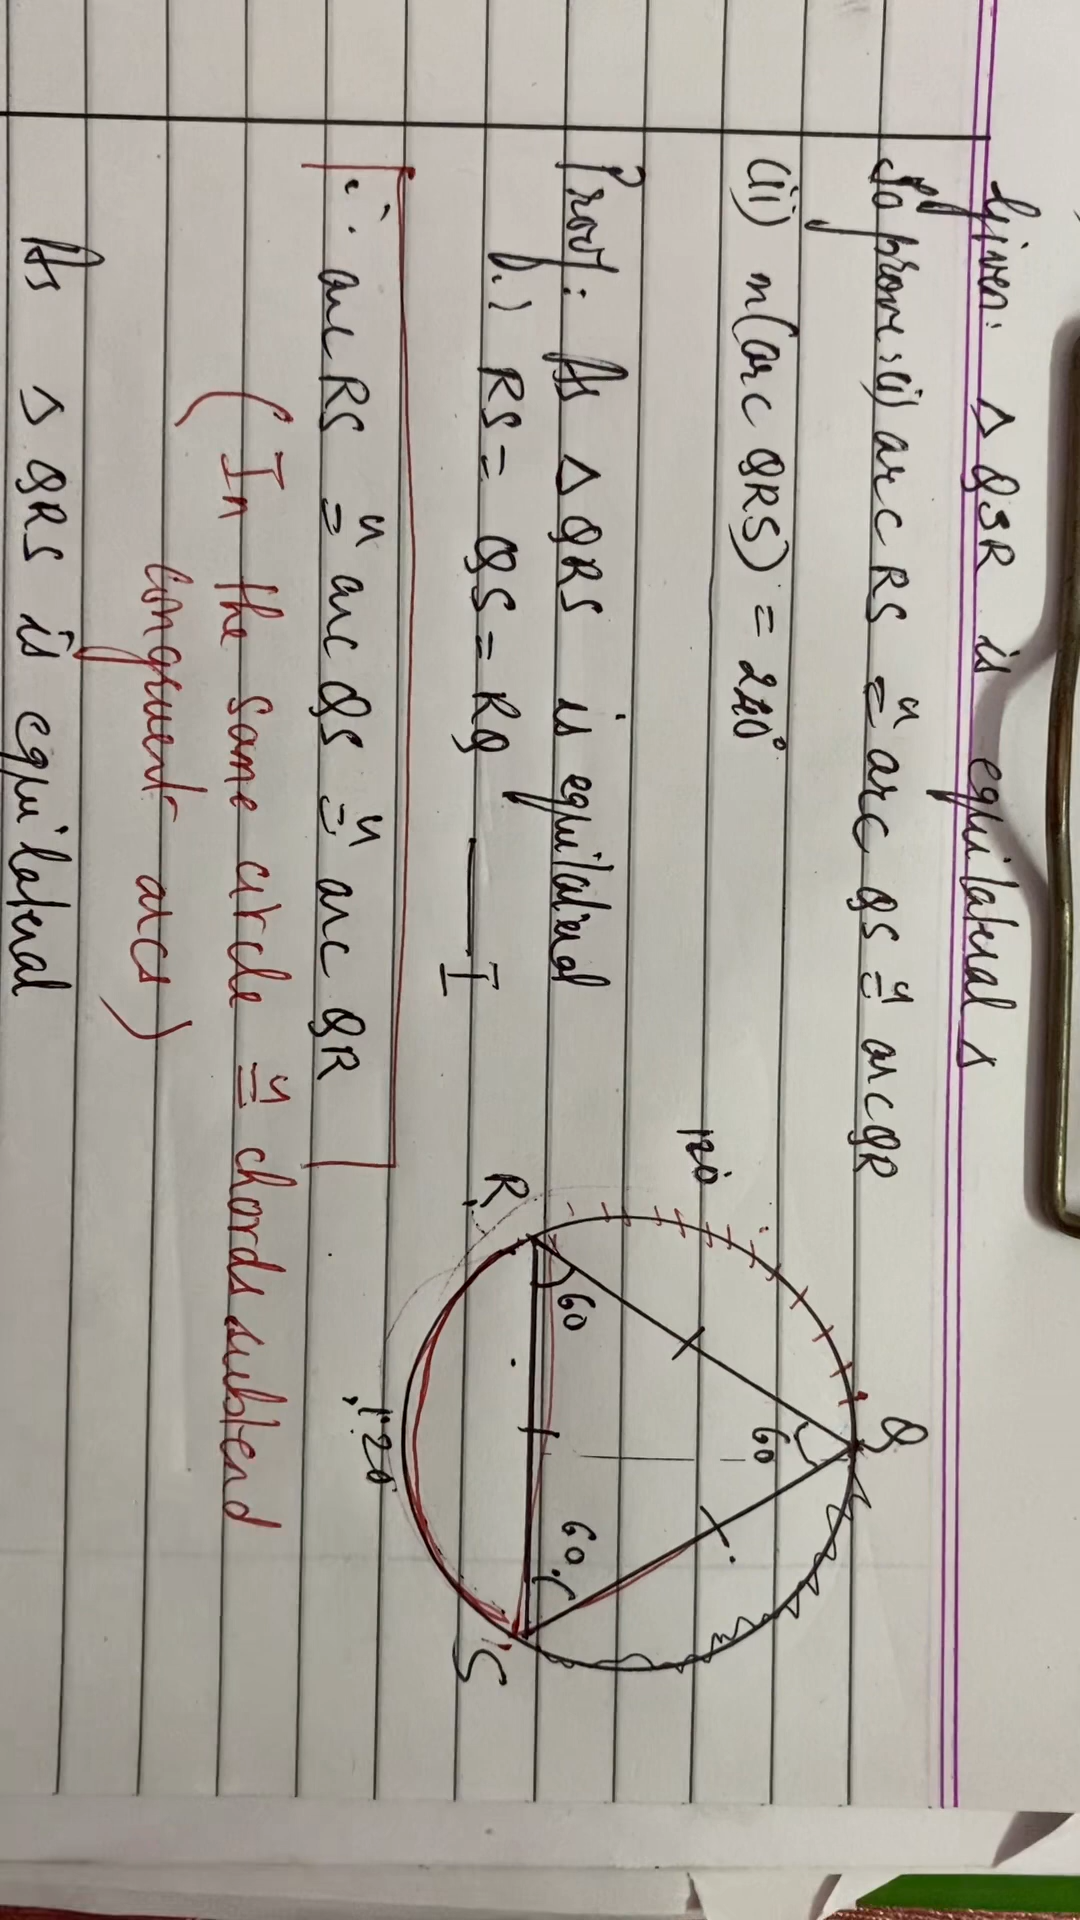 Given: △ QSR is equilateral △
To prove: (i) arc RS ≅ arc QS ≅ arc QR
(ii) m(arc QRS) = 240°
Proof: As △ QRS is equilateral
RS = QS = RQ — I
∴ arc RS ≅ arc QS ≅ arc QR
(In the same circle ≅ chords subtend
congruent arcs)
As △ QRS is equilateral
Q
60
120
R
60
60
S
120